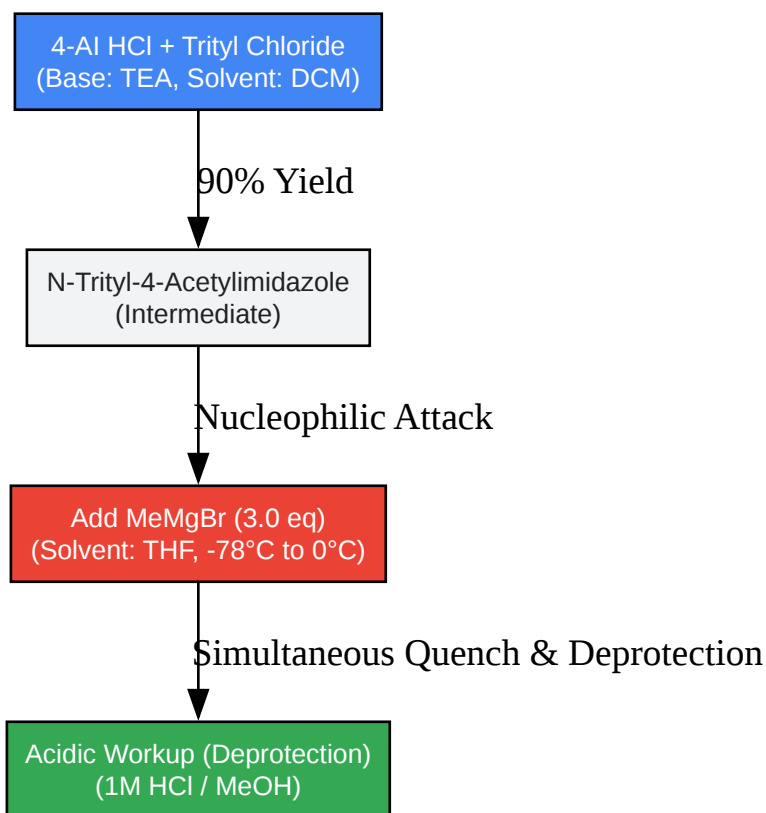 4-AI HCl + Trityl Chloride
(Base: TEA, Solvent: DCM)
90% Yield
N-Trityl-4-Acetylimidazole
(Intermediate)
Nucleophilic Attack
Add MeMgBr (3.0 eq)
(Solvent: THF, -78°C to 0°C)
Simultaneous Quench & Deprotection
Acidic Workup (Deprotection)
(1M HCl / MeOH)